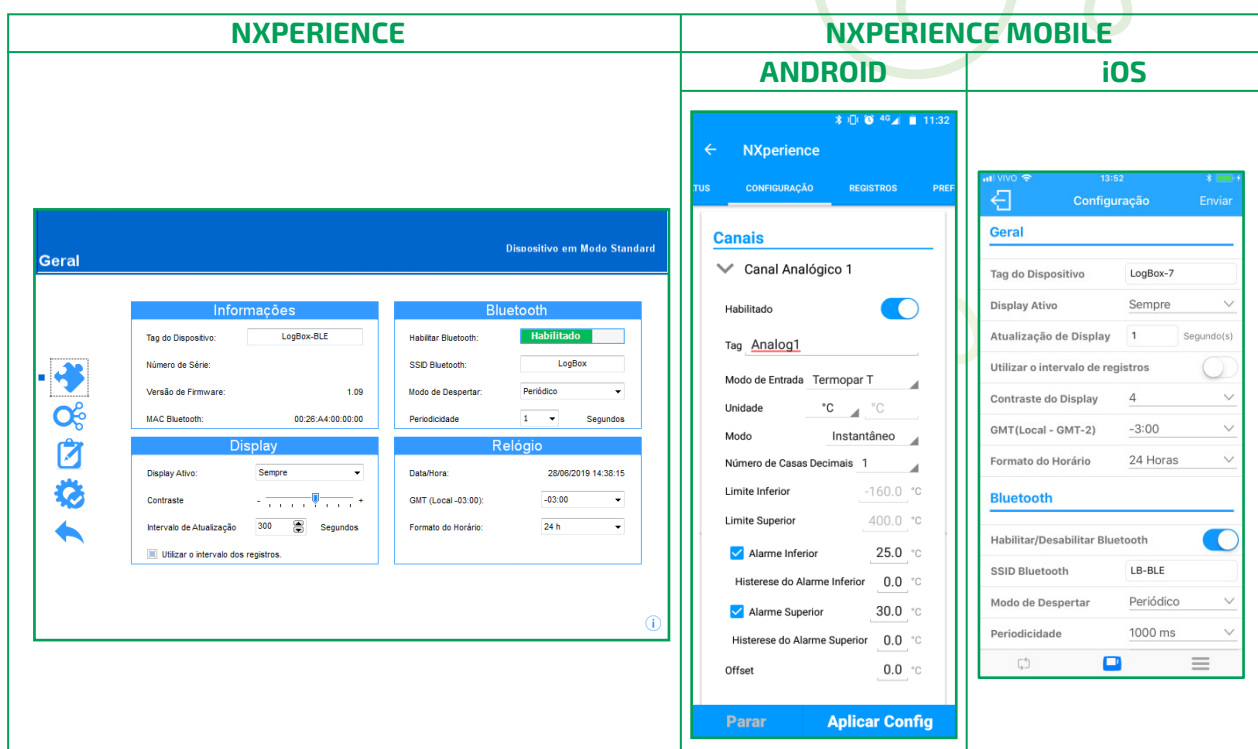 NXPERIENCE
NXPERIENCE MOBILE
ANDROID
iOS
Geral
Dispositivo em Modo Standard
Informações
Tag do Dispositivo: LogBox-BLE
Número de Série:
Versão de Firmware: 1.09
MAC Bluetooth: 00:26:A4:00:00:00
Bluetooth
Habilitar Bluetooth: Habilitado
SSID Bluetooth: LogBox
Modo de Despertar: Periódico
Periodicidade 1 Segundos
Display
Display Ativo: Sempre
Contraste - +
Intervalo de Atualização 300 Segundos
Utilizar o intervalo dos registros.
Relógio
Data/Hora: 28/06/2019 14:38:15
GMT (Local -03:00): -03:00
Formato do Horário: 24 h
i
4G 11:32
NXperience
TUS CONFIGURAÇÃO REGISTROS PREF
Canais
Canal Analógico 1
Habilitado
Tag Analog1
Modo de Entrada Termopar T
Unidade °C °C
Modo Instantâneo
Número de Casas Decimais 1
Limite Inferior -160.0 °C
Limite Superior 400.0 °C
Alarme Inferior 25.0 °C
Histerese do Alarme Inferior 0.0 °C
Alarme Superior 30.0 °C
Histerese do Alarme Superior 0.0 °C
Offset 0.0 °C
Parar Aplicar Config
VIVO 13:52
Configuração Enviar
Geral
Tag do Dispositivo LogBox-7
Display Ativo Sempre
Atualização de Display 1 Segundo(s)
Utilizar o intervalo de registros
Contraste do Display 4
GMT(Local - GMT-2) -3:00
Formato do Horário 24 Horas
Bluetooth
Habilitar/Desabilitar Bluetooth
SSID Bluetooth LB-BLE
Modo de Despertar Periódico
Periodicidade 1000 ms